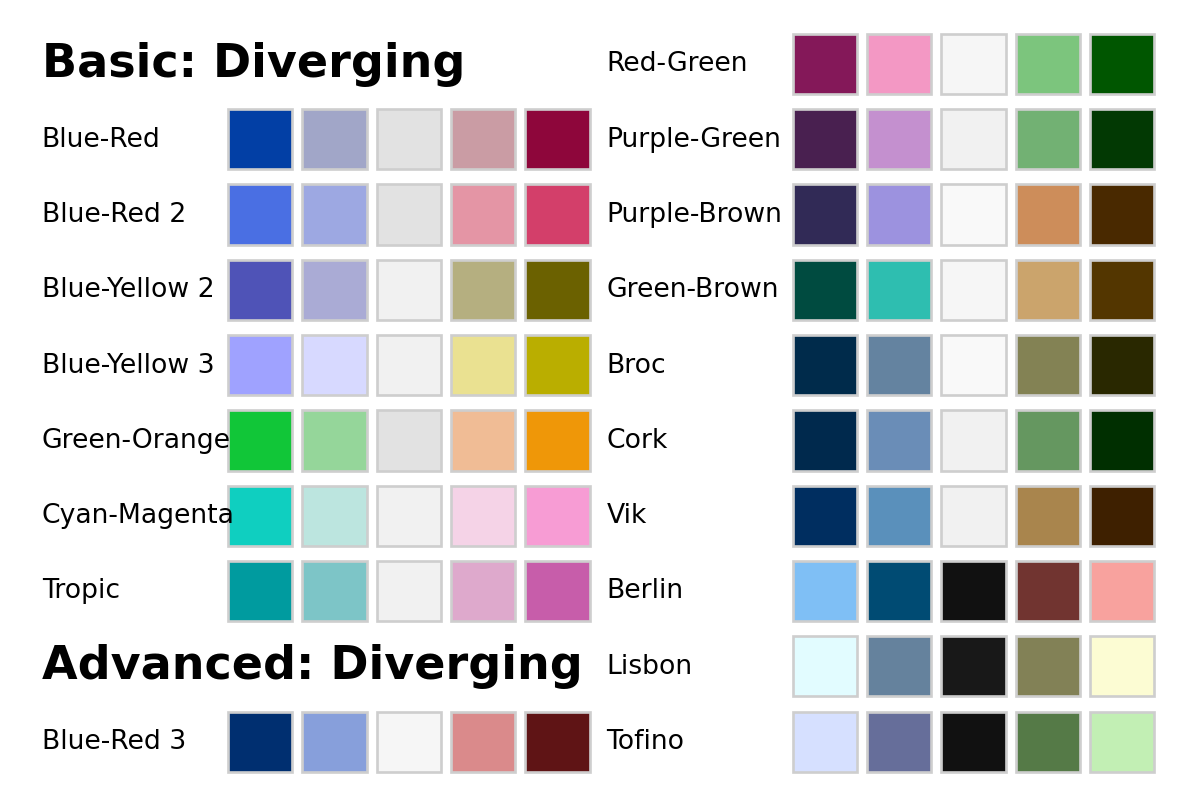 Basic: Diverging
Blue-Red
Blue-Red 2
Blue-Yellow 2
Blue-Yellow 3
Green-Orange
Cyan-Magenta
Tropic
Advanced: Diverging
Blue-Red 3
Red-Green
Purple-Green
Purple-Brown
Green-Brown
Broc
Cork
Vik
Berlin
Lisbon
Tofino